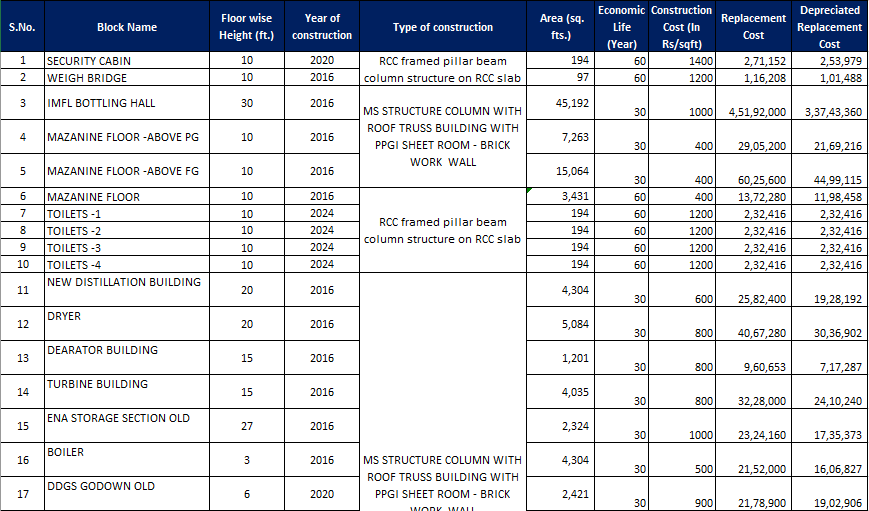 S.No. Block Name Floor wise Height (ft.) Year of construction Type of construction Area (sq. fts.) Economic Life (Year) Construction Cost (In Rs/sqft) Replacement Cost Depreciated Replacement Cost
1 SECURITY CABIN 10 2020 RCC framed pillar beam 194 60 1400 2,71,152 2,53,979
2 WEIGH BRIDGE 10 2016 column structure on RCC slab 97 60 1200 1,16,208 1,01,488
3 IMFL BOTTLING HALL 30 2016 MS STRUCTURE COLUMN WITH 45,192 30 1000 4,51,92,000 3,37,43,360
4 MAZANINE FLOOR -ABOVE PG 10 2016 ROOF TRUSS BUILDING WITH PPGI SHEET ROOM - BRICK 7,263 30 400 29,05,200 21,69,216
5 MAZANINE FLOOR -ABOVE FG 10 2016 WORK WALL 15,064 30 400 60,25,600 44,99,115
6 MAZANINE FLOOR 10 2016 3,431 60 400 13,72,280 11,98,458
7 TOILETS -1 10 2024 RCC framed pillar beam 194 60 1200 2,32,416 2,32,416
8 TOILETS -2 10 2024 column structure on RCC slab 194 60 1200 2,32,416 2,32,416
9 TOILETS -3 10 2024 194 60 1200 2,32,416 2,32,416
10 TOILETS -4 10 2024 194 60 1200 2,32,416 2,32,416
11 NEW DISTILLATION BUILDING 20 2016 4,304 30 600 25,82,400 19,28,192
12 DRYER 20 2016 5,084 30 800 40,67,280 30,36,902
13 DEARATOR BUILDING 15 2016 1,201 30 800 9,60,653 7,17,287
14 TURBINE BUILDING 15 2016 4,035 30 800 32,28,000 24,10,240
15 ENA STORAGE SECTION OLD 27 2016 2,324 30 1000 23,24,160 17,35,373
16 BOILER 3 2016 MS STRUCTURE COLUMN WITH 4,304 30 500 21,52,000 16,06,827
17 DDGS GODOWN OLD 6 2020 ROOF TRUSS BUILDING WITH PPGI SHEET ROOM - BRICK WORK WALL 2,421 30 900 21,78,900 19,02,906